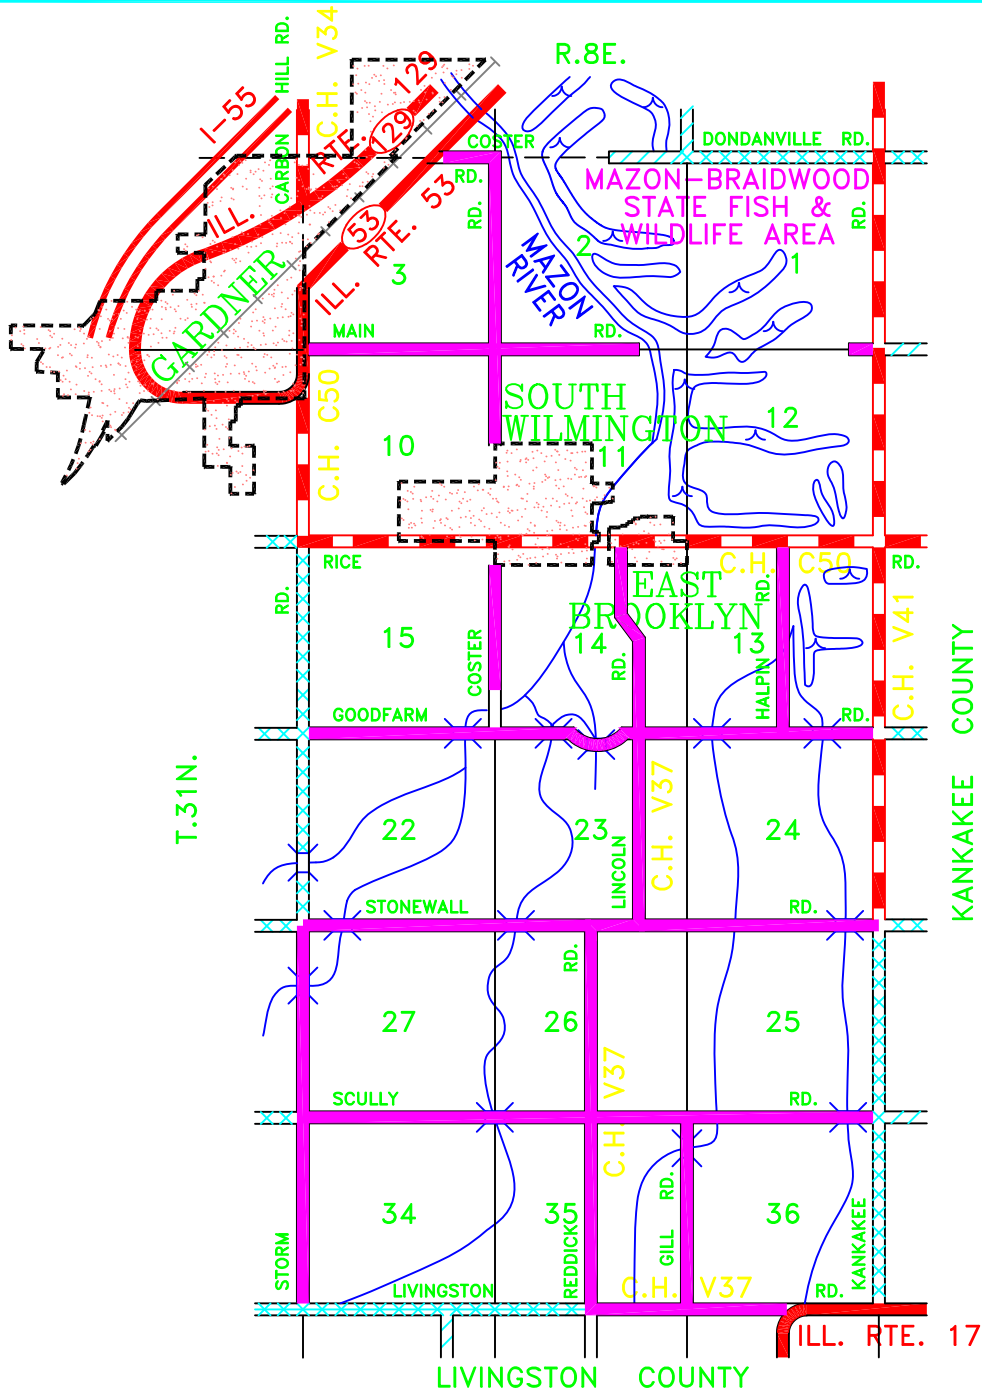 R.8E.
CARBON HILL RD.
C.H. V34
I-55
ILL. RTE. 129
129
COSTER
RD.
RD.
DONDANVILLE RD.
MAZON-BRAIDWOOD
STATE FISH &
WILDLIFE AREA
RD.
ILL. RTE. 53
53
MAZON
RIVER
GARDNER
3
2
1
MAIN
RD.
C.H. C50
SOUTH
WILMINGTON
10
11
12
RICE
C.H. C50
RD.
RD.
EAST
BROOKLYN
RD.
HALPIN
C.H. V41
15
14
13
COSTER
RD.
GOODFARM
RD.
KANKAKEE COUNTY
T.31N.
22
23
24
LINCOLN
C.H. V37
STONEWALL
RD.
RD.
27
26
25
C.H. V37
SCULLY
RD.
34
35
36
STORM
REDDICK
GILL RD.
KANKAKEE
LIVINGSTON
C.H. V37
RD.
ILL. RTE. 17
LIVINGSTON COUNTY